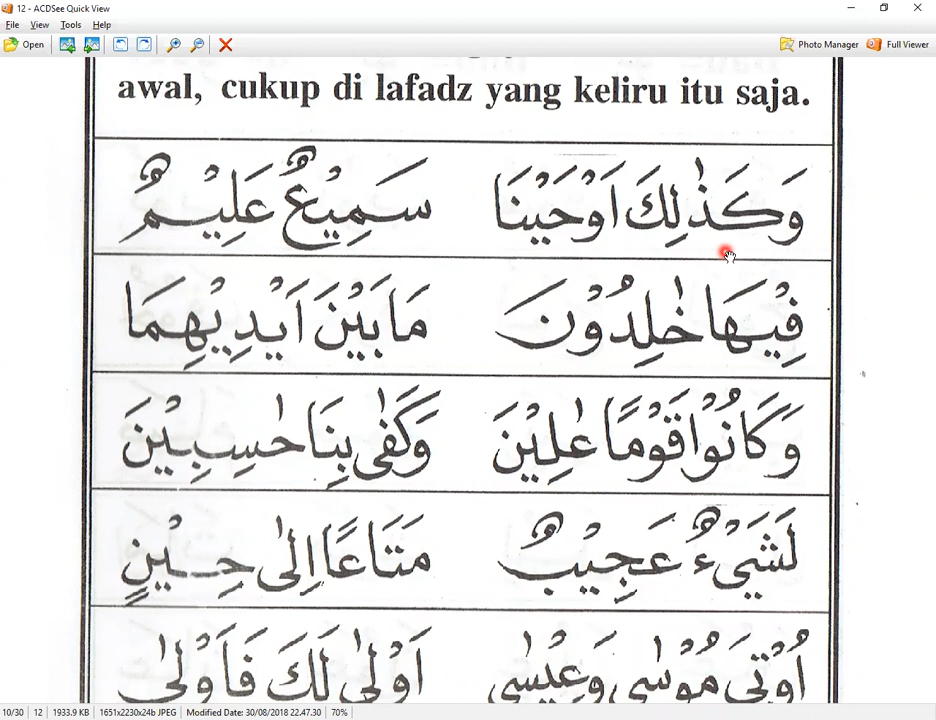 12 - ACDSee Quick View
File View Tools Help
Open Photo Manager Full Viewer
awal, cukup di lafadz yang keliru itu saja.
وَكَذٰلِكَ اَوْحَيْنَا سَمِيْعٌ عَلِيْمٌ
فِيْهَا خٰلِدُوْنَ مَا بَيْنَ اَيْدِيْهِمَا
وَكَانُوْا قَوْمًا عٰلِيْنَ وَكَفٰى بِنَا حٰسِبِيْنَ
لَشَيْءٌ عَجِيْبٌ مَتَاعًا اِلٰى حِيْنٍ
اُوْتِيَ مُوْسٰى وَعِيْسٰى اَوْلٰى لَكَ فَاَوْلٰى
10/30 12 1933.9 KB 1651x2230x24b JPEG Modified Date: 30/08/2018 22.47.30 70%